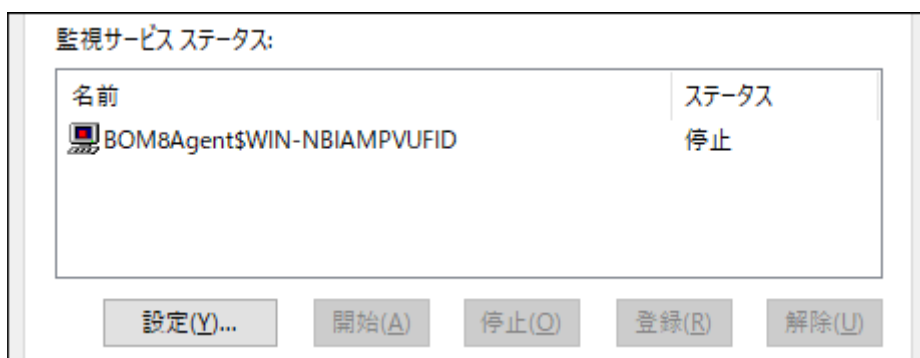 監視サービス ステータス:
名前 ステータス
BOM8Agent$WIN-NBIAMPVUFID 停止
設定(Y)... 開始(A) 停止(O) 登録(R) 解除(U)